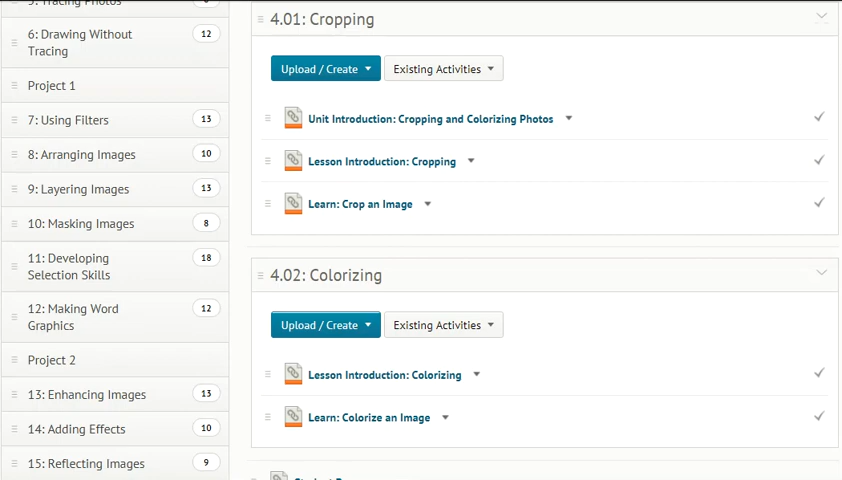 5: Tracing Photos
6: Drawing Without
Tracing
12
Project 1
7: Using Filters
13
8: Arranging Images
10
9: Layering Images
13
10: Masking Images
8
11: Developing
Selection Skills
18
12: Making Word
Graphics
12
Project 2
13: Enhancing Images
13
14: Adding Effects
10
15: Reflecting Images
9
4.01: Cropping
Upload / Create
Existing Activities
Unit Introduction: Cropping and Colorizing Photos
Lesson Introduction: Cropping
Learn: Crop an Image
4.02: Colorizing
Upload / Create
Existing Activities
Lesson Introduction: Colorizing
Learn: Colorize an Image